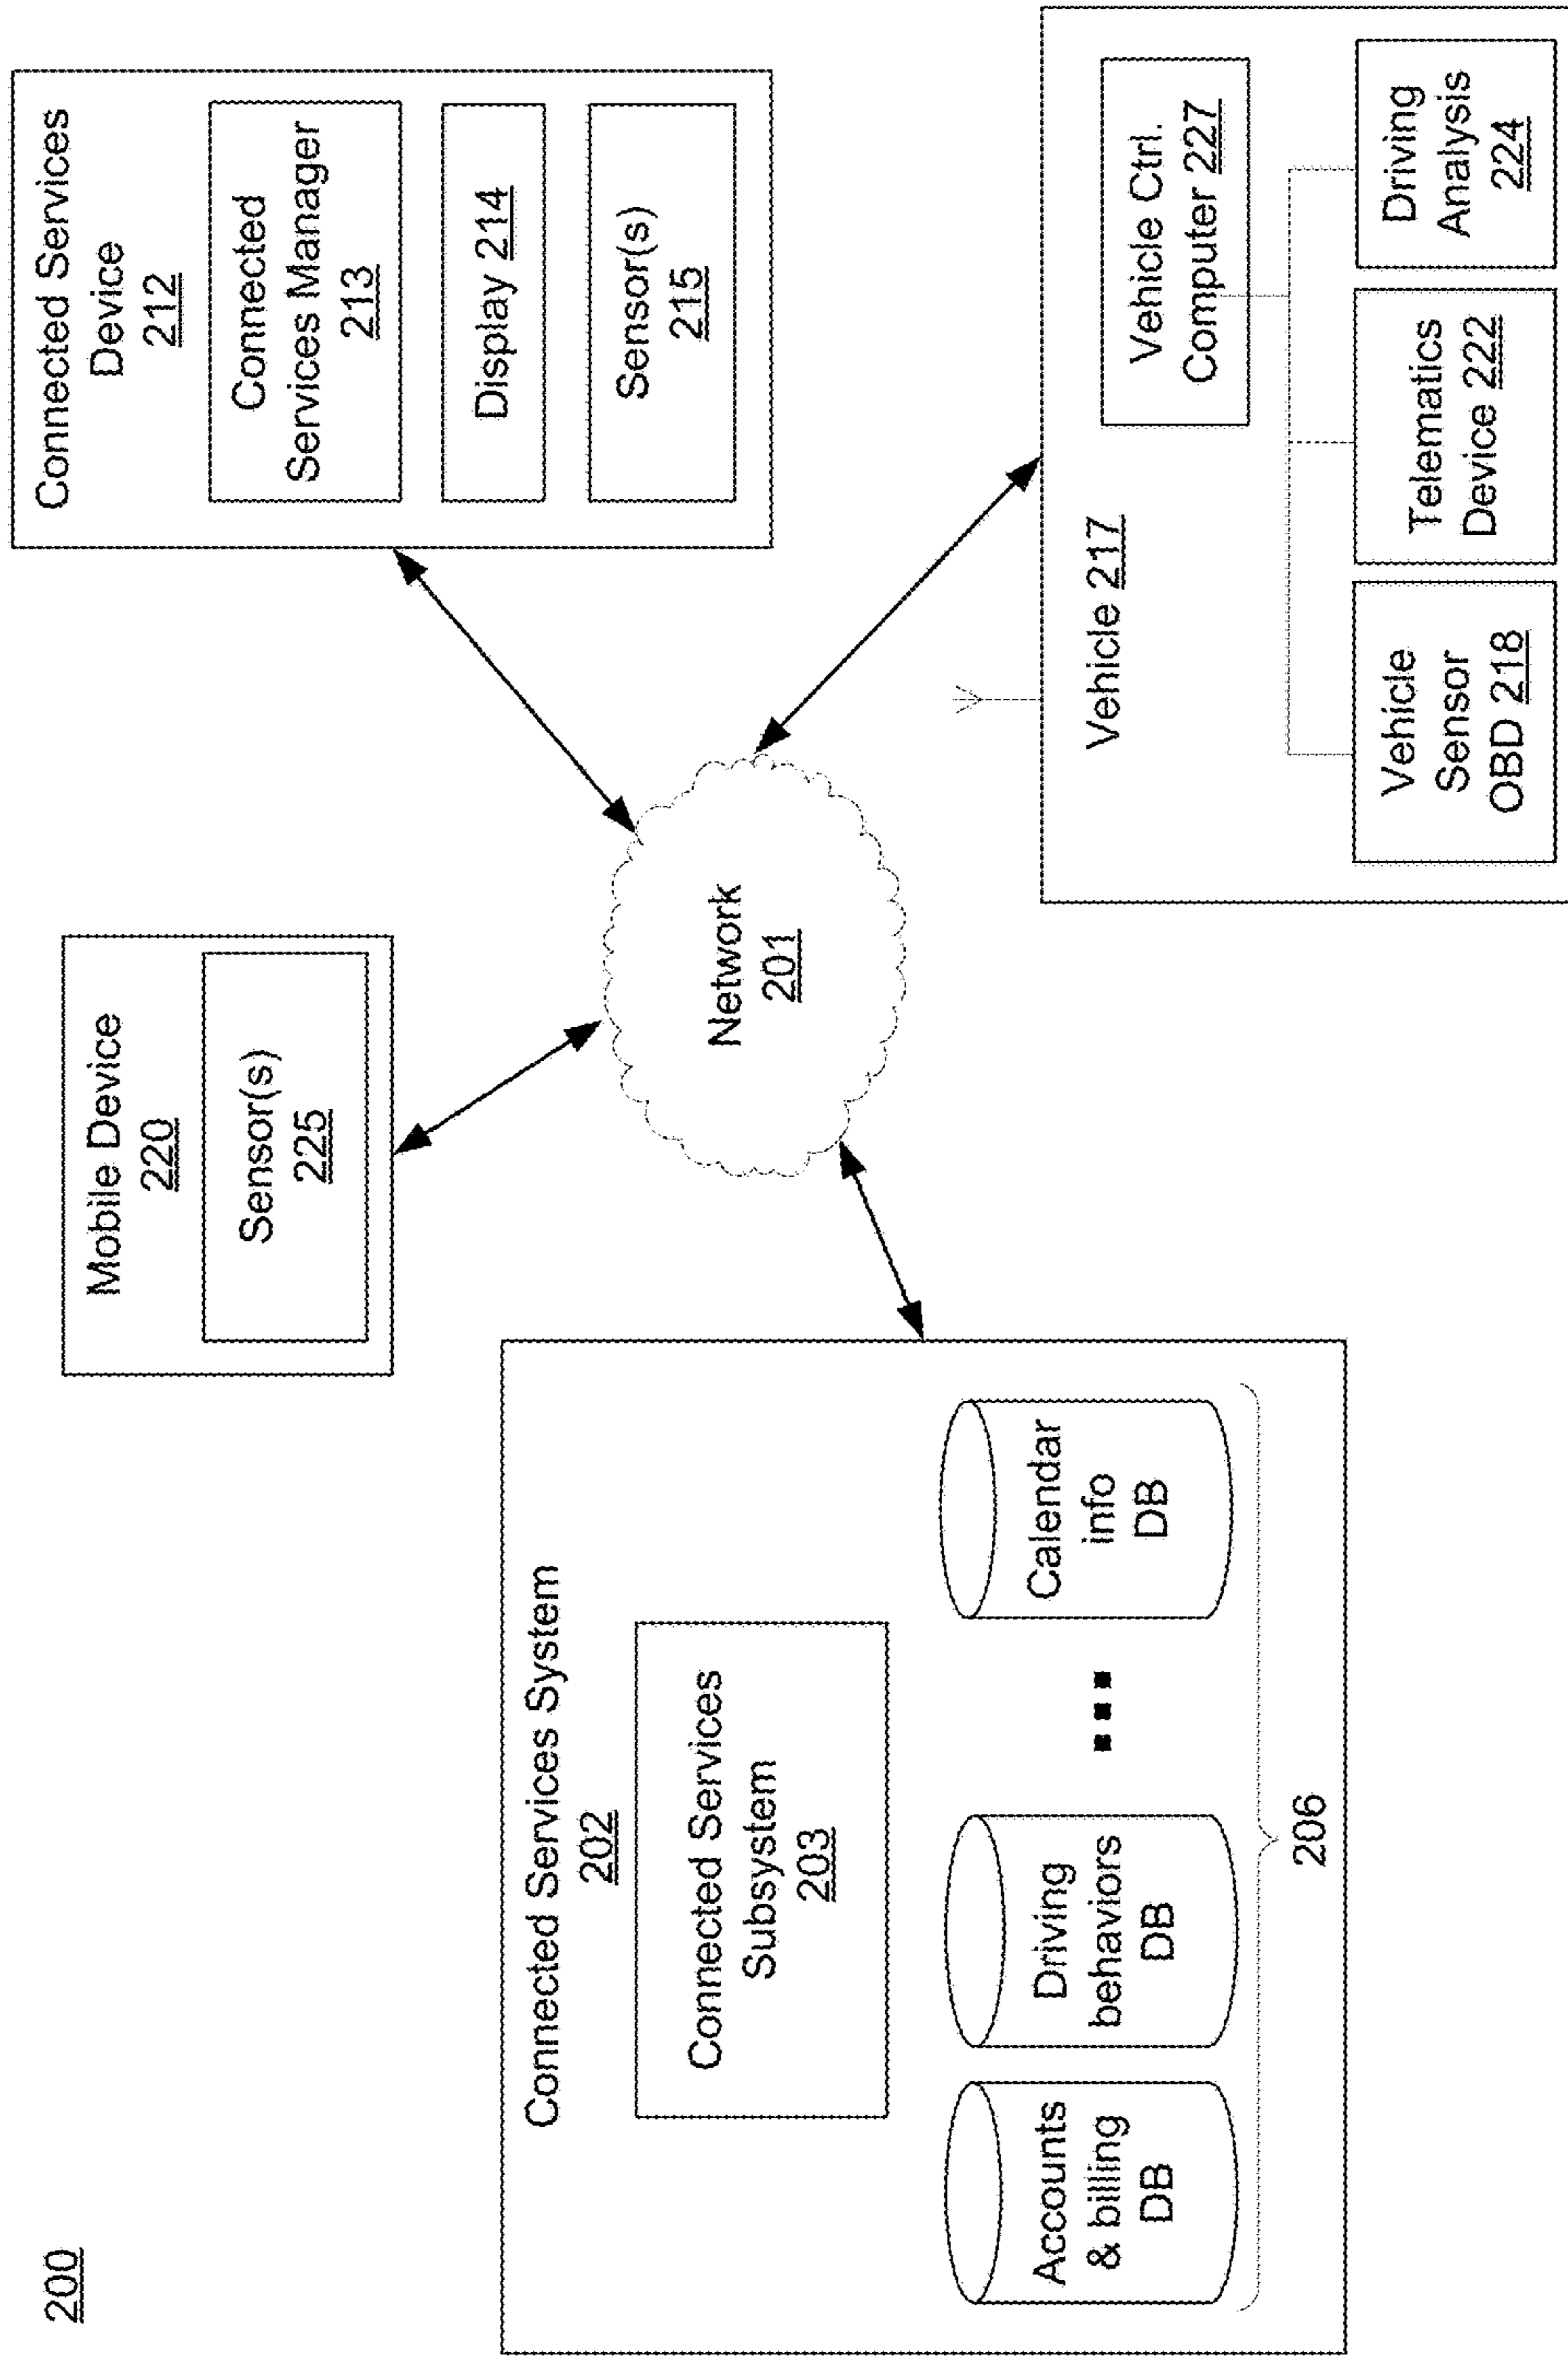 200
Mobile Device
220
Sensor(s)
225
Connected Services
Device
212
Connected
Services Manager
213
Display 214
Sensor(s)
215
Connected Services System
202
Connected Services
Subsystem
203
Accounts
& billing
DB
Driving
behaviors
DB
Calendar
info
DB
206
Network
201
Vehicle 217
Vehicle Ctrl.
Computer 227
Vehicle
Sensor
OBD 218
Telematics
Device 222
Driving
Analysis
224